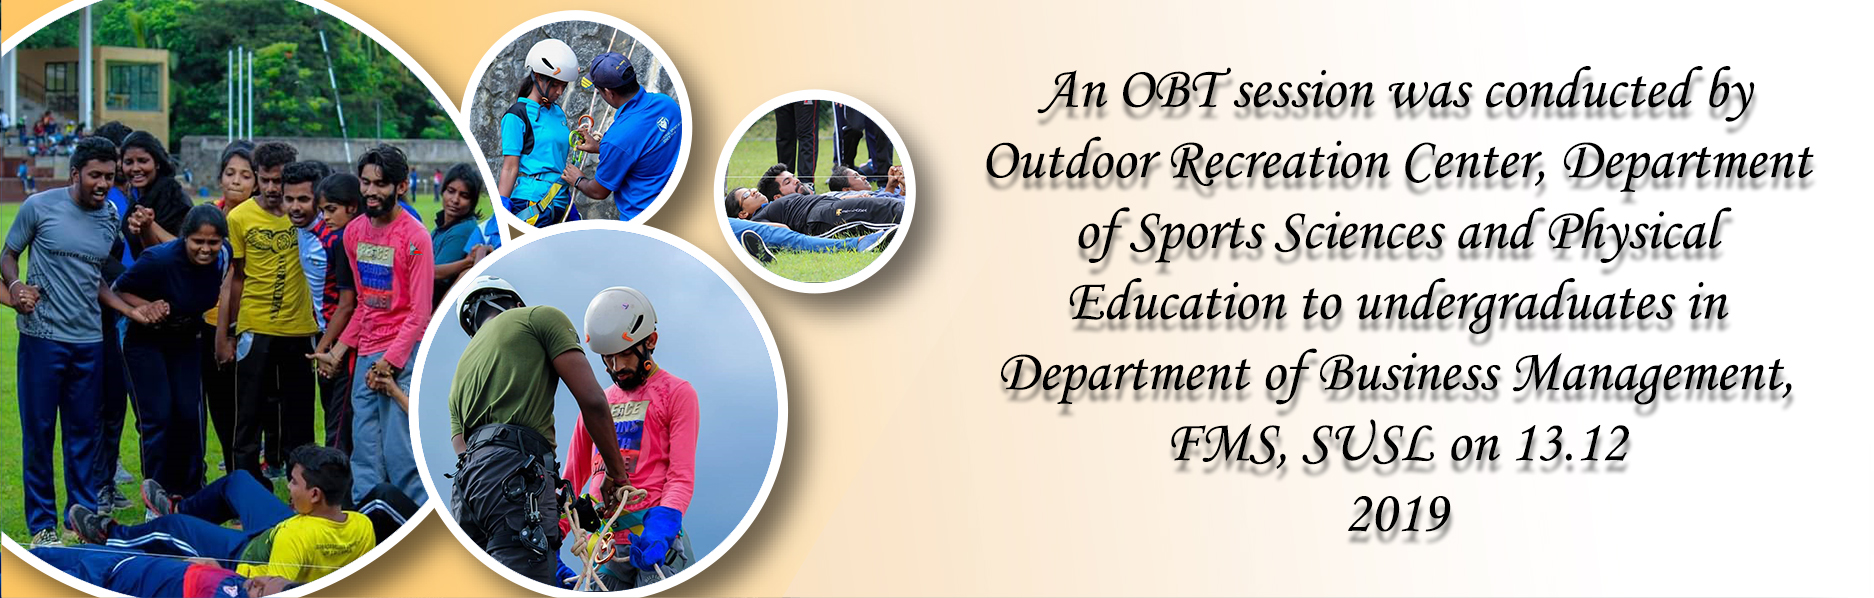 An OBT session was conducted by
Outdoor Recreation Center, Department
of Sports Sciences and Physical
Education to undergraduates in
Department of Business Management,
FMS, SUSL on 13.12
2019